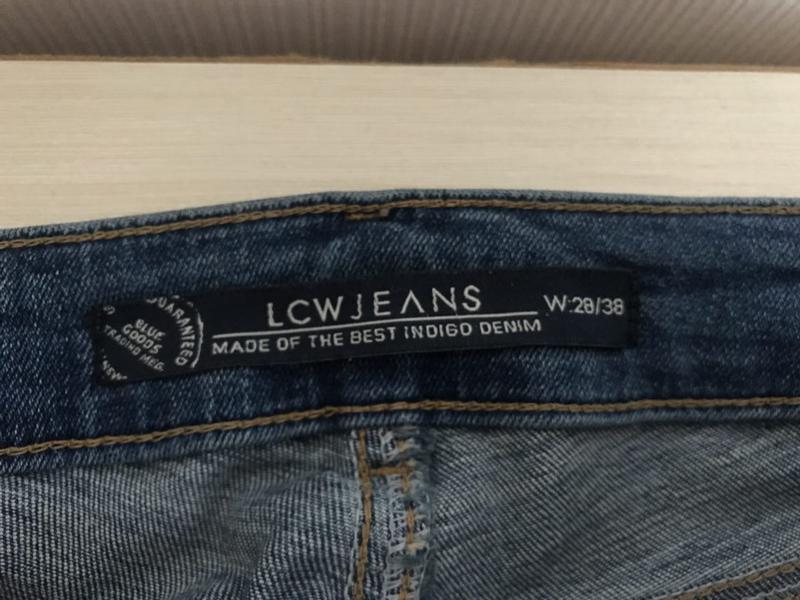 GUARANTEED
BLUE
GOODS
TRADING MFG.
LCWJEANS
W:28/38
MADE OF THE BEST INDIGO DENIM